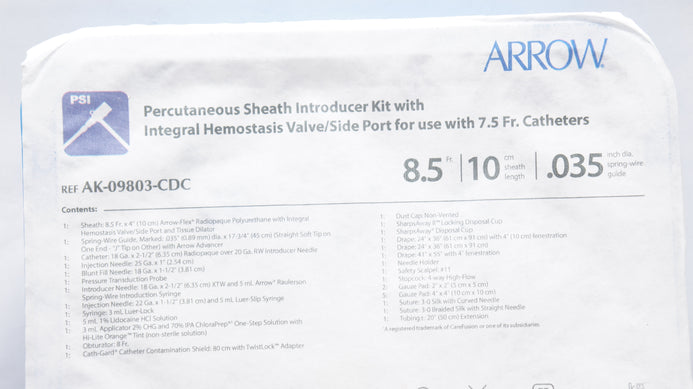 ARROW
PSI
Percutaneous Sheath Introducer Kit with
Integral Hemostasis Valve/Side Port for use with 7.5 Fr. Catheters
8.5 Fr. 10 cm sheath length .035 inch dia. spring-wire guide
REF AK-09803-CDC
Contents:
1: Sheath: 8.5 Fr. x 4" (10 cm) Arrow-Flex® Radiopaque Polyurethane with Integral
Hemostasis Valve/Side Port and Tissue Dilator
1: Spring-Wire Guide, Marked: .035" (0.89 mm) dia. x 17-3/4" (45 cm) (Straight Soft Tip on
One End - "J" Tip on Other) with Arrow Advancer
1: Catheter: 18 Ga. x 2-1/2" (6.35 cm) Radiopaque over 20 Ga. RW Introducer Needle
1: Injection Needle: 25 Ga. x 1" (2.54 cm)
1: Blunt Fill Needle: 18 Ga. x 1-1/2" (3.81 cm)
1: Pressure Transduction Probe
1: Introducer Needle: 18 Ga. x 2-1/2" (6.35 cm) XTW and 5 mL Arrow® Raulerson
Spring-Wire Introduction Syringe
1: Injection Needle: 22 Ga. x 1-1/2" (3.81 cm) and 5 mL Luer-Slip Syringe
1: Syringe: 3 mL Luer-Lock
1: 5 mL 1% Lidocaine HCl Solution
1: 3 mL Applicator 2% CHG and 70% IPA ChloraPrep®* One-Step Solution with
Hi-Lite Orange™ Tint (non-sterile solution)
1: Obturator: 8 Fr.
1: Cath-Gard® Catheter Contamination Shield: 80 cm with TwistLock™ Adapter
1: Dust Cap: Non-Vented
1: SharpsAway II™ Locking Disposal Cup
1: SharpsAway® Disposal Cup
1: Drape: 24" x 36" (61 cm x 91 cm) with 4" (10 cm) fenestration
1: Drape: 24" x 36" (61 cm x 91 cm)
1: Drape: 41" x 55" with 4" fenestration
1: Needle Holder
1: Safety Scalpel: #11
1: Stopcock: 4-way High-Flow
2: Gauze Pad: 2" x 2" (5 cm x 5 cm)
5: Gauze Pad: 4" x 4" (10 cm x 10 cm)
1: Suture: 3-0 Silk with Curved Needle
1: Suture: 3-0 Braided Silk with Straight Needle
1: Tubing: 20" (50 cm) Extension
*A registered trademark of CareFusion or one of its subsidiaries.